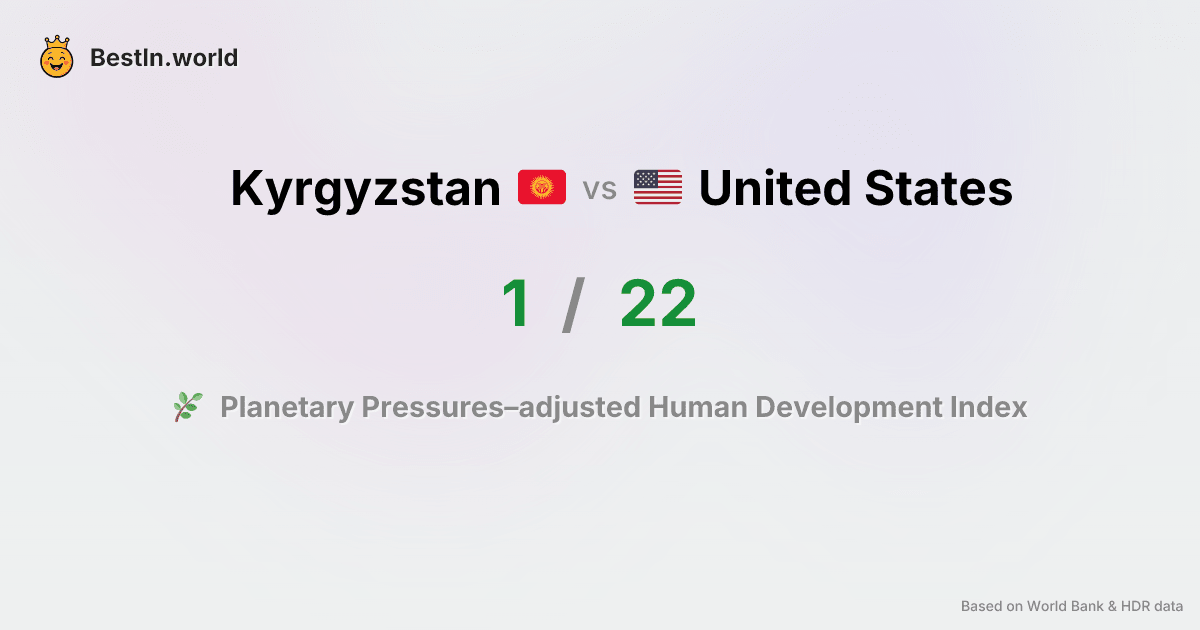 BestIn.world
Kyrgyzstan vs United States
1 / 22
Planetary Pressures–adjusted Human Development Index
Based on World Bank & HDR data